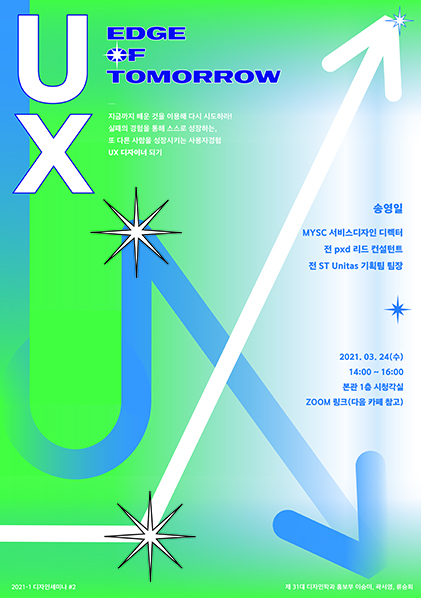 UX
EDGE
OF
TOMORROW
지금까지 배운 것을 이용해 다시 시도하라!
실패의 경험을 통해 스스로 성장하는,
또 다른 사람을 성장시키는 사용자경험
UX 디자이너 되기
송영일
MYSC 서비스디자인 디렉터
전 pxd 리드 컨설턴트
전 ST Unitas 기획팀 팀장
2021. 03. 24(수)
14:00 ~ 16:00
본관 1층 시청각실
ZOOM 링크(다음 카페 참고)
2021-1 디자인세미나 #2
제 31대 디자인학과 홍보부 이승미, 곽시영, 류승희